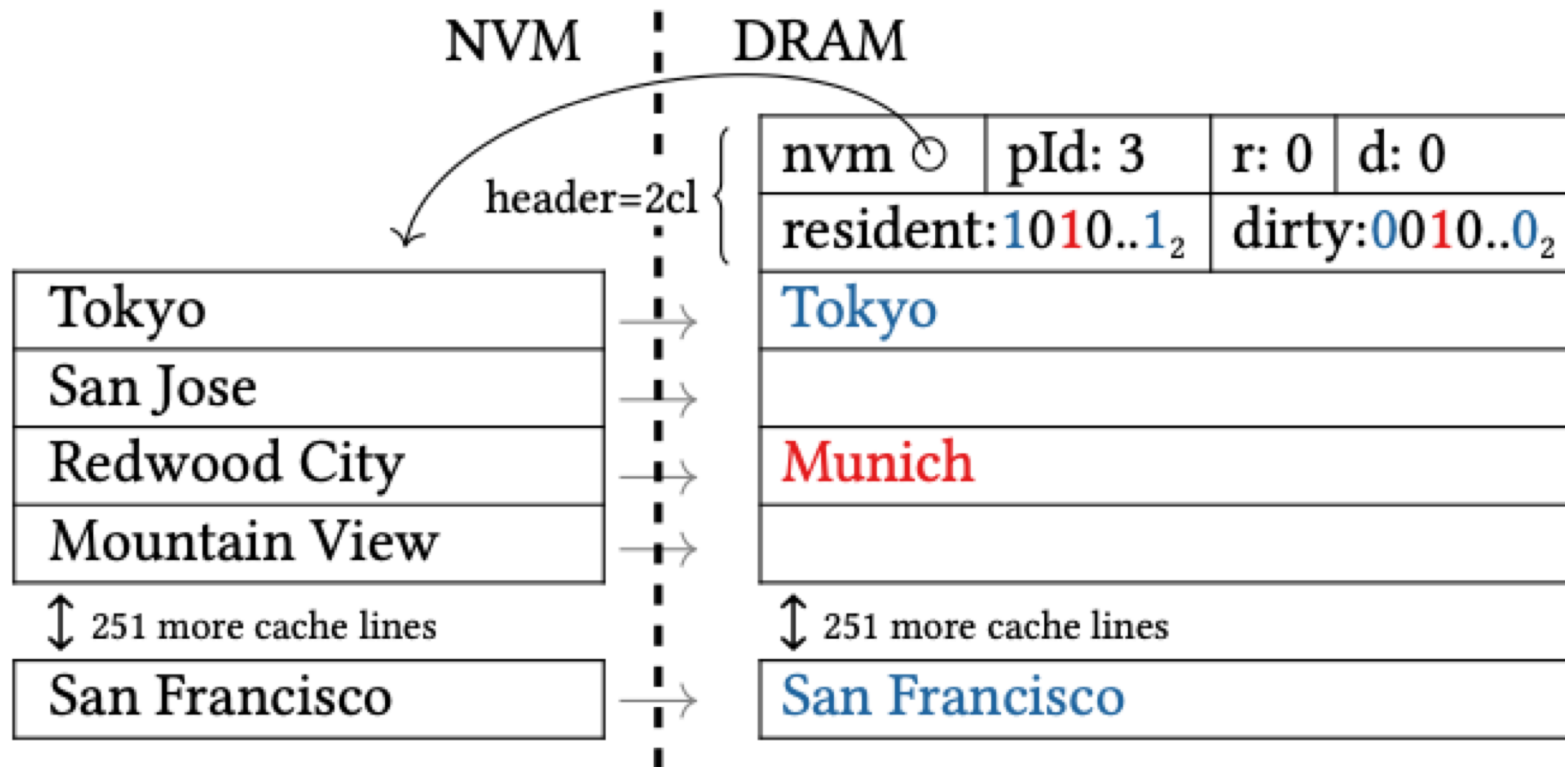 NVM DRAM
nvm pId: 3 r: 0 d: 0
header=2cl
resident:1010..1₂ dirty:0010..0₂
Tokyo Tokyo
San Jose
Redwood City Munich
Mountain View
251 more cache lines 251 more cache lines
San Francisco San Francisco